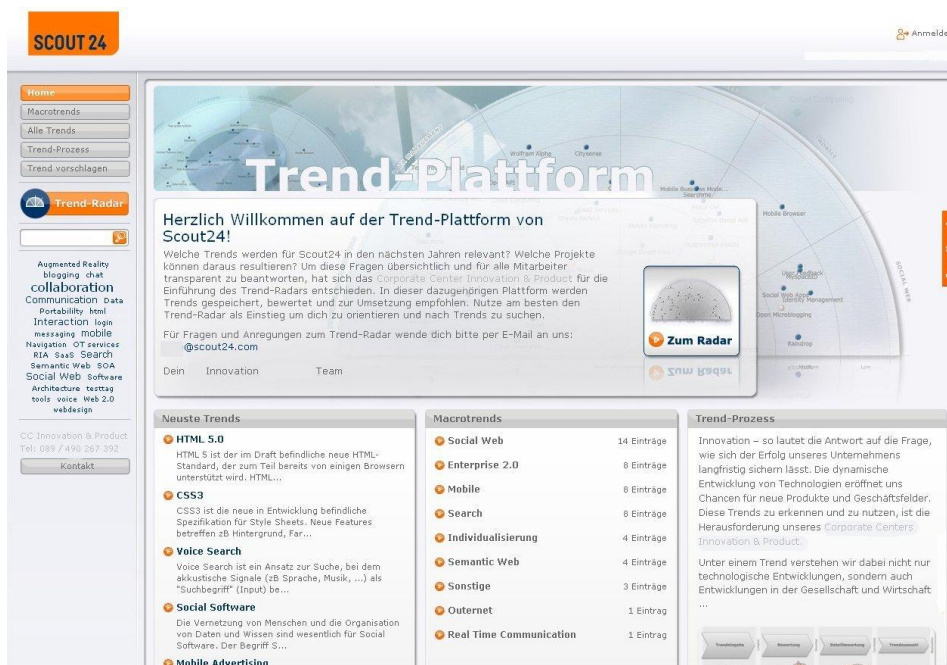 SCOUT 24
Anmelde
Home
Macrotrends
Alle Trends
Trend-Prozess
Trend vorschlagen
Trend-Radar
Augmented Reality
blogging chat
collaboration
Communication Data
Portability html
Interaction login
messaging mobile
Navigation OT services
RIA SaaS Search
Semantic Web SOA
Social Web Software
Architecture testtag
tools voice Web 2.0
webdesign
CC Innovation & Product
Tel: 089 / 490 267 392
Kontakt
Cloud Computing
Wolfram Alpha
Citysense
Trend-Plattform
Mobile Browser
SOCIAL WEB
Social Web Apps
Identity Management
Open Microblogging
Raindrop
Herzlich Willkommen auf der Trend-Plattform von
Scout24!
Welche Trends werden für Scout24 in den nächsten Jahren relevant? Welche Projekte
können daraus resultieren? Um diese Fragen übersichtlich und für alle Mitarbeiter
transparent zu beantworten, hat sich das Corporate Center Innovation & Product für die
Einführung des Trend-Radars entschieden. In dieser dazugehörigen Plattform werden
Trends gespeichert, bewertet und zur Umsetzung empfohlen. Nutze am besten den
Trend-Radar als Einstieg um dich zu orientieren und nach Trends zu suchen.
Für Fragen und Anregungen zum Trend-Radar wende dich bitte per E-Mail an uns:
@scout24.com
Dein Innovation Team
Zum Radar
Neuste Trends
HTML 5.0
HTML 5 ist der im Draft befindliche neue HTML-
Standard, der zum Teil bereits von einigen Browsern
unterstützt wird. HTML...
CSS3
CSS3 ist die neue in Entwicklung befindliche
Spezifikation für Style Sheets. Neue Features
betreffen zB Hintergrund, Far...
Voice Search
Voice Search ist ein Ansatz zur Suche, bei dem
akkustische Signale (zB Sprache, Musik, ...) als
"Suchbegriff" (Input) be...
Social Software
Die Vernetzung von Menschen und die Organisation
von Daten und Wissen sind wesentlich für Social
Software. Der Begriff S...
Mobile Advertising
Macrotrends
Social Web 14 Einträge
Enterprise 2.0 8 Einträge
Mobile 8 Einträge
Search 8 Einträge
Individualisierung 4 Einträge
Semantic Web 4 Einträge
Sonstige 3 Einträge
Outernet 1 Eintrag
Real Time Communication 1 Eintrag
Trend-Prozess
Innovation – so lautet die Antwort auf die Frage,
wie sich der Erfolg unseres Unternehmens
langfristig sichern lässt. Die dynamische
Entwicklung von Technologien eröffnet uns
Chancen für neue Produkte und Geschäftsfelder.
Diese Trends zu erkennen und zu nutzen, ist die
Herausforderung unseres Corporate Centers
Innovation & Product.
Unter einem Trend verstehen wir dabei nicht nur
technologische Entwicklungen, sondern auch
Entwicklungen in der Gesellschaft und Wirtschaft
...